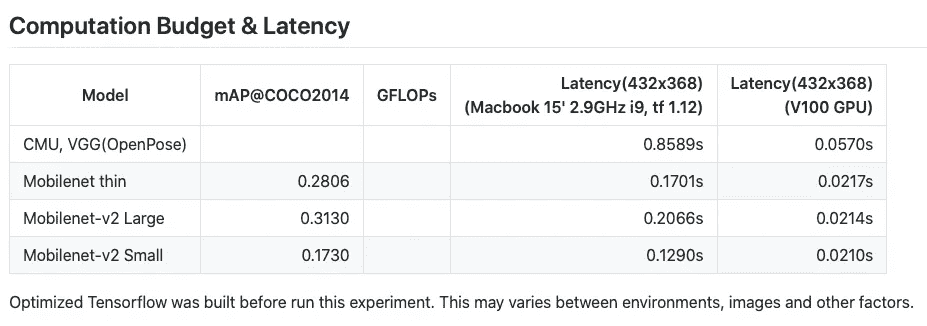 Computation Budget & Latency
Model mAP@COCO2014 GFLOPs Latency(432x368) (Macbook 15' 2.9GHz i9, tf 1.12) Latency(432x368) (V100 GPU)
CMU, VGG(OpenPose) 0.8589s 0.0570s
Mobilenet thin 0.2806 0.1701s 0.0217s
Mobilenet-v2 Large 0.3130 0.2066s 0.0214s
Mobilenet-v2 Small 0.1730 0.1290s 0.0210s
Optimized Tensorflow was built before run this experiment. This may varies between environments, images and other factors.